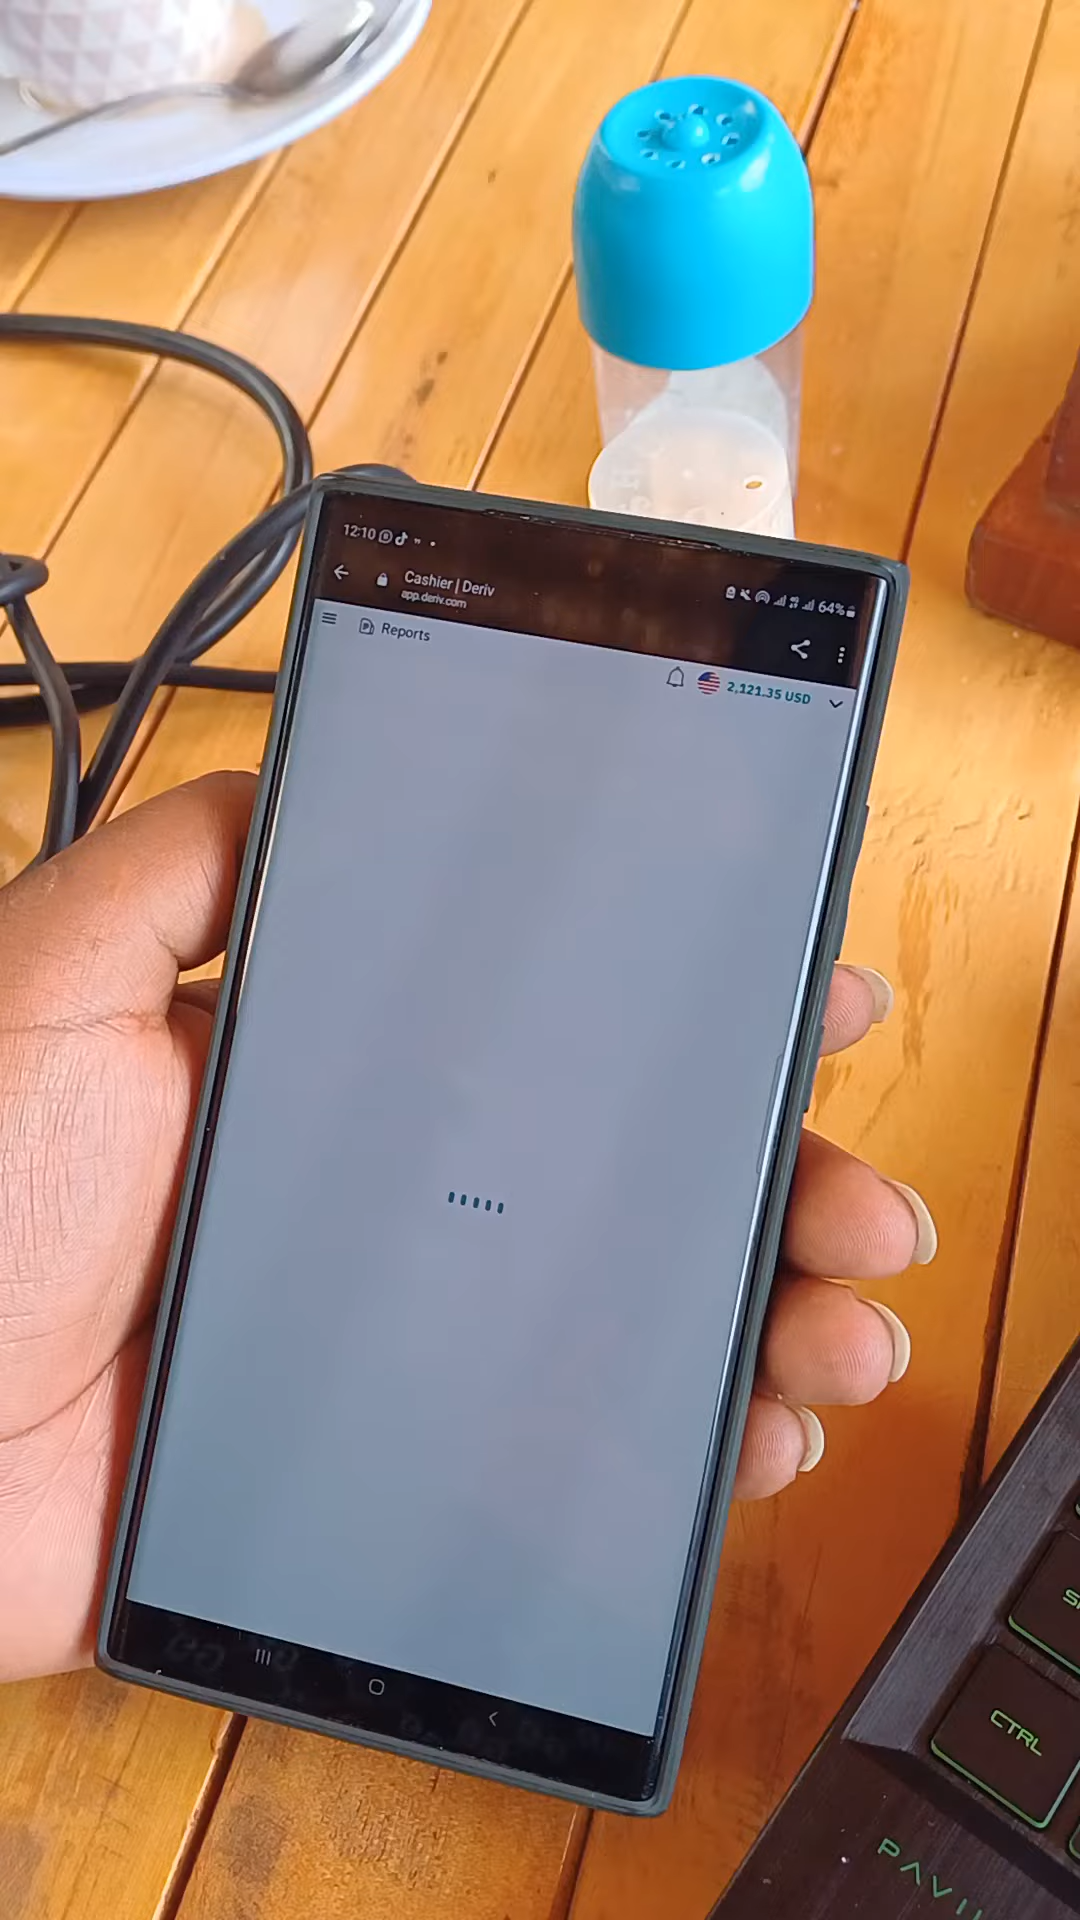 12:10
64%
Cashier | Deriv
app.deriv.com
Reports
2,121.35 USD
CTRL